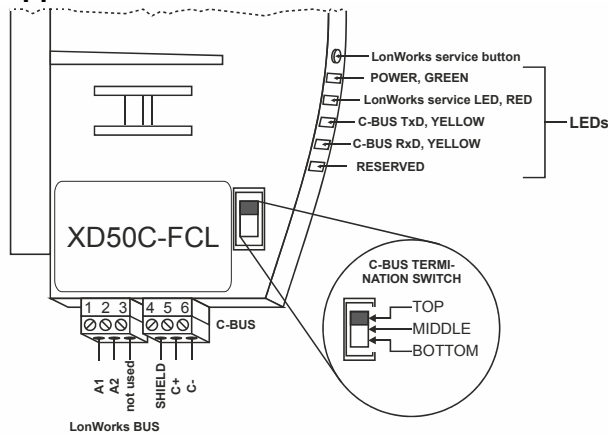 LonWorks service button
POWER, GREEN
LonWorks service LED, RED
C-BUS TxD, YELLOW
C-BUS RxD, YELLOW
RESERVED
LEDs
XD50C-FCL
C-BUS TERMI-
NATION SWITCH
TOP
MIDDLE
BOTTOM
1 2 3 4 5 6
C-BUS
A1
A2
not used
SHIELD
C+
C-
LonWorks BUS